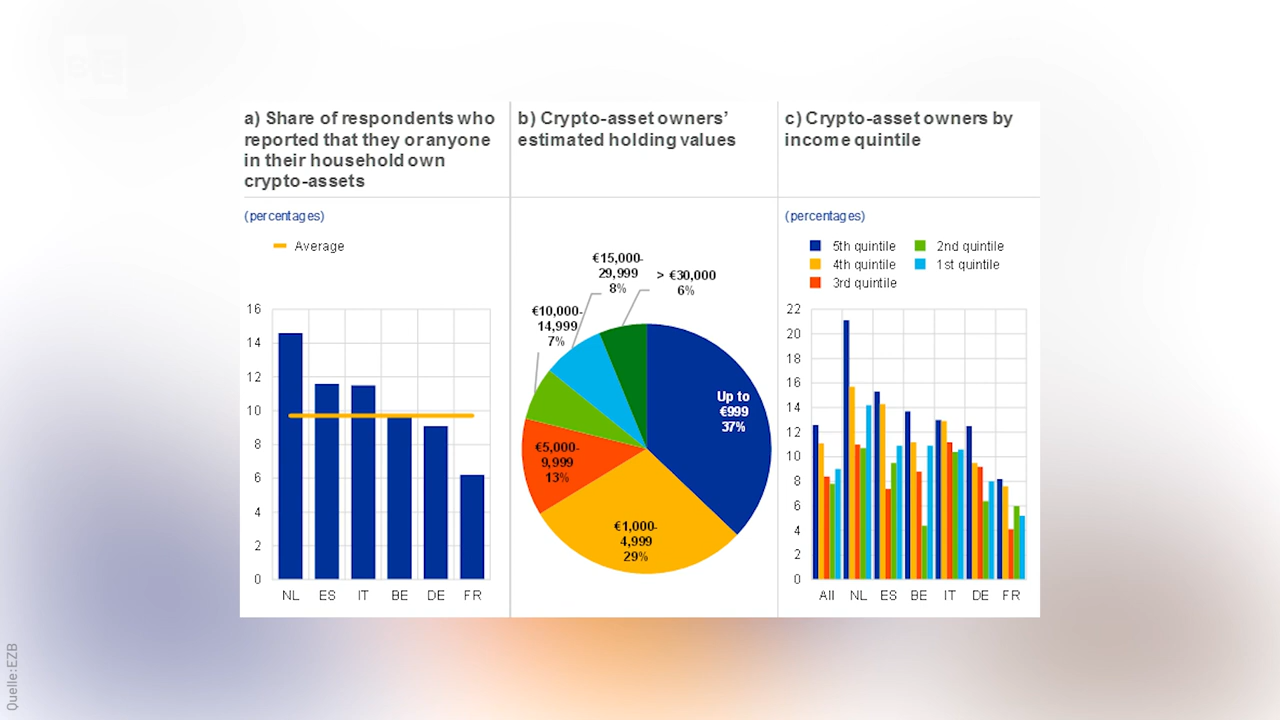 a) Share of respondents who
reported that they or anyone
in their household own
crypto-assets
(percentages)
Average
16
14
12
10
8
6
4
2
0
NL ES IT BE DE FR
b) Crypto-asset owners'
estimated holding values
€15,000-
29,999
8%
> €30,000
6%
€10,000-
14,999
7%
Up to
€999
37%
€5,000-
9,999
13%
€1,000-
4,999
29%
c) Crypto-asset owners by
income quintile
(percentages)
5th quintile
4th quintile
3rd quintile
2nd quintile
1st quintile
22
20
18
16
14
12
10
8
6
4
2
0
All NL ES BE IT DE FR
Quelle:EZB